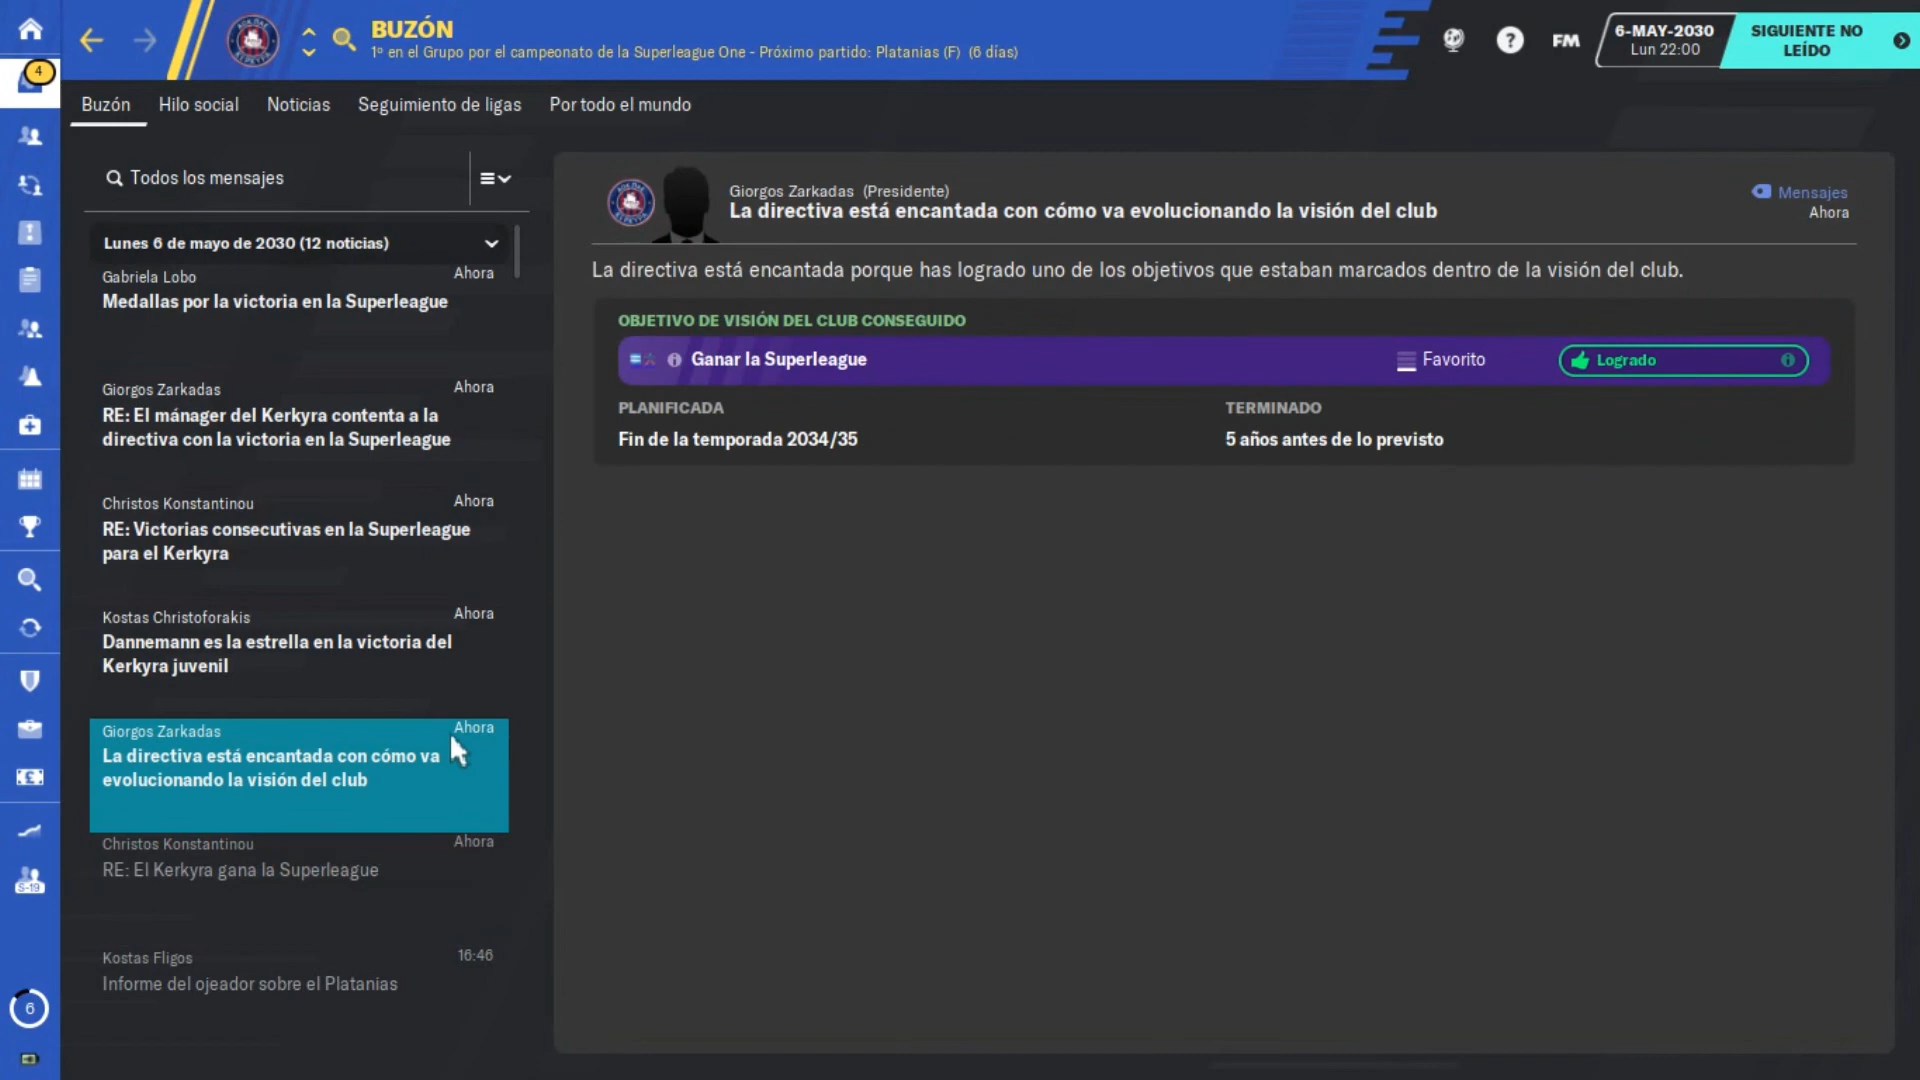 BUZÓN
1º en el Grupo por el campeonato de la Superleague One - Próximo partido: Platanias (F) (6 días)
FM
6-MAY-2030
Lun 22:00
SIGUIENTE NO
LEÍDO
4
Buzón
Hilo social
Noticias
Seguimiento de ligas
Por todo el mundo
Todos los mensajes
Lunes 6 de mayo de 2030 (12 noticias)
Gabriela Lobo
Ahora
Medallas por la victoria en la Superleague
Giorgos Zarkadas
Ahora
RE: El mánager del Kerkyra contenta a la
directiva con la victoria en la Superleague
Christos Konstantinou
Ahora
RE: Victorias consecutivas en la Superleague
para el Kerkyra
Kostas Christoforakis
Ahora
Dannemann es la estrella en la victoria del
Kerkyra juvenil
Giorgos Zarkadas
Ahora
La directiva está encantada con cómo va
evolucionando la visión del club
Christos Konstantinou
Ahora
RE: El Kerkyra gana la Superleague
Kostas Fligos
16:46
Informe del ojeador sobre el Platanias
Giorgos Zarkadas (Presidente)
La directiva está encantada con cómo va evolucionando la visión del club
Mensajes
Ahora
La directiva está encantada porque has logrado uno de los objetivos que estaban marcados dentro de la visión del club.
OBJETIVO DE VISIÓN DEL CLUB CONSEGUIDO
Ganar la Superleague
Favorito
Logrado
PLANIFICADA
TERMINADO
Fin de la temporada 2034/35
5 años antes de lo previsto
S-19
6